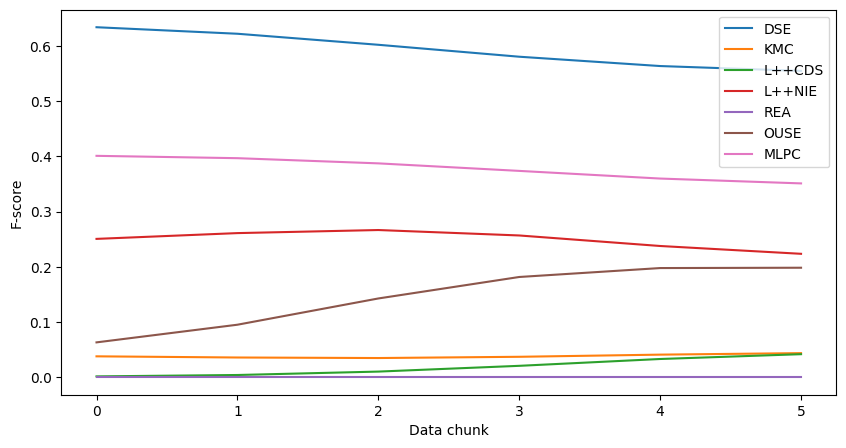 F-score
0.6
0.5
0.4
0.3
0.2
0.1
0.0
0 1 2 3 4 5
Data chunk
DSE
KMC
L++CDS
L++NIE
REA
OUSE
MLPC